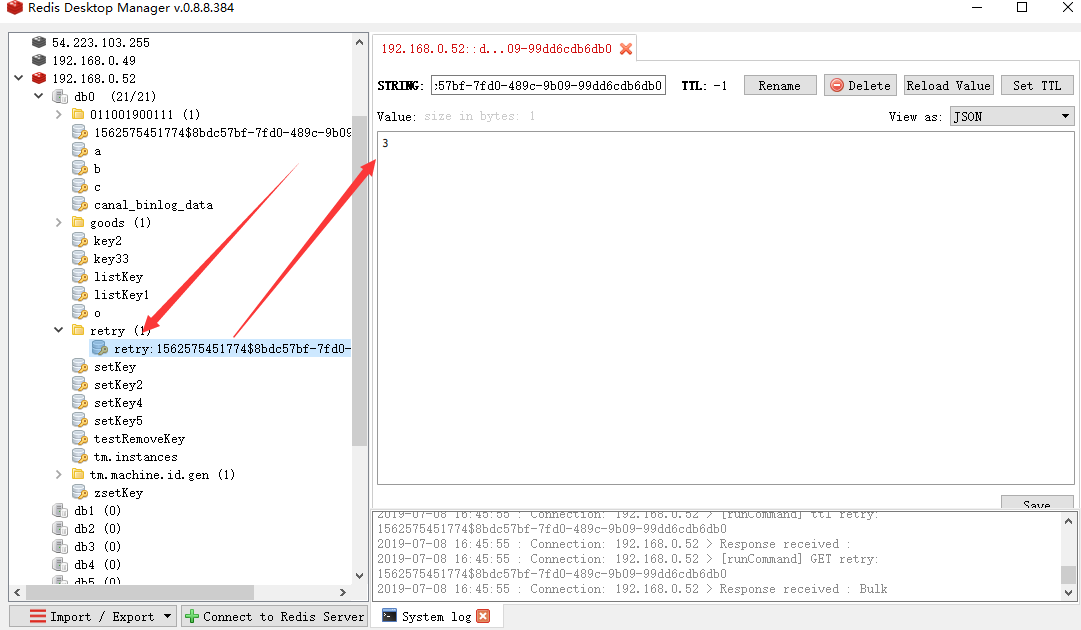 Redis Desktop Manager v.0.8.8.384
54.223.103.255
192.168.0.49
192.168.0.52
db0 (21/21)
011001900111 (1)
1562575451774$8bdc57bf-7fd0-489c-9b09
a
b
c
canal_binlog_data
goods (1)
key2
key33
listKey
listKey1
o
retry (1)
retry:1562575451774$8bdc57bf-7fd0-
setKey
setKey2
setKey4
setKey5
testRemoveKey
tm.instances
tm.machine.id.gen (1)
zsetKey
db1 (0)
db2 (0)
db3 (0)
db4 (0)
db5 (0)
Import / Export
Connect to Redis Server
192.168.0.52::d...09-99dd6cdb6db0
STRING: :57bf-7fd0-489c-9b09-99dd6cdb6db0 TTL: -1 Rename Delete Reload Value Set TTL
Value: size in bytes: 1 View as: JSON
3
Save
2019-07-08 16:45:55 : Connection: 192.168.0.52 > [runCommand] ttl retry:
1562575451774$8bdc57bf-7fd0-489c-9b09-99dd6cdb6db0
2019-07-08 16:45:55 : Connection: 192.168.0.52 > Response received :
2019-07-08 16:45:55 : Connection: 192.168.0.52 > [runCommand] GET retry:
1562575451774$8bdc57bf-7fd0-489c-9b09-99dd6cdb6db0
2019-07-08 16:45:55 : Connection: 192.168.0.52 > Response received : Bulk
System log